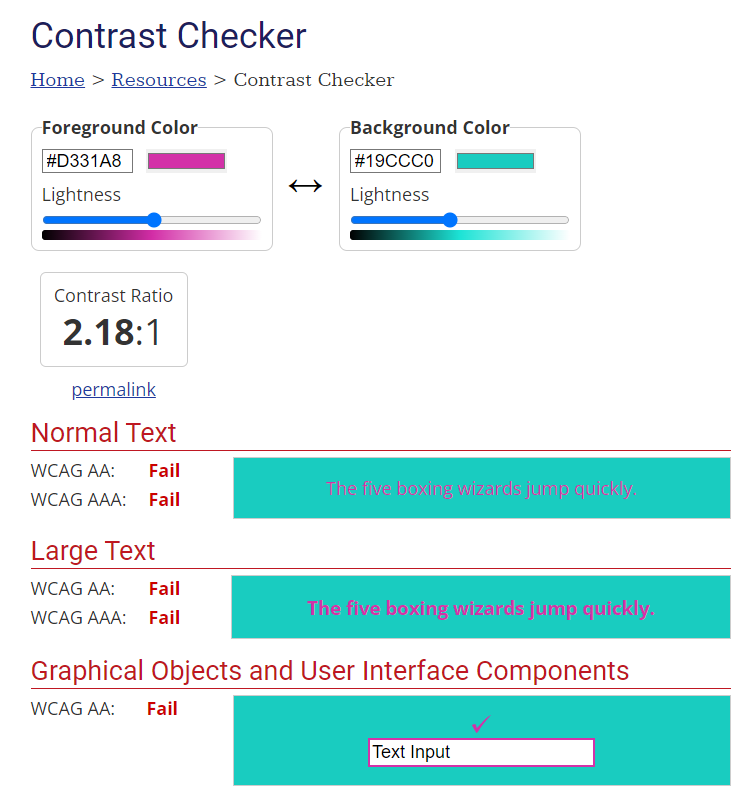 Contrast Checker
Home > Resources > Contrast Checker
Foreground Color
#D331A8
Lightness
↔
Background Color
#19CCC0
Lightness
Contrast Ratio
2.18:1
permalink
Normal Text
WCAG AA: Fail
WCAG AAA: Fail
The five boxing wizards jump quickly.
Large Text
WCAG AA: Fail
WCAG AAA: Fail
The five boxing wizards jump quickly.
Graphical Objects and User Interface Components
WCAG AA: Fail
✓
Text Input